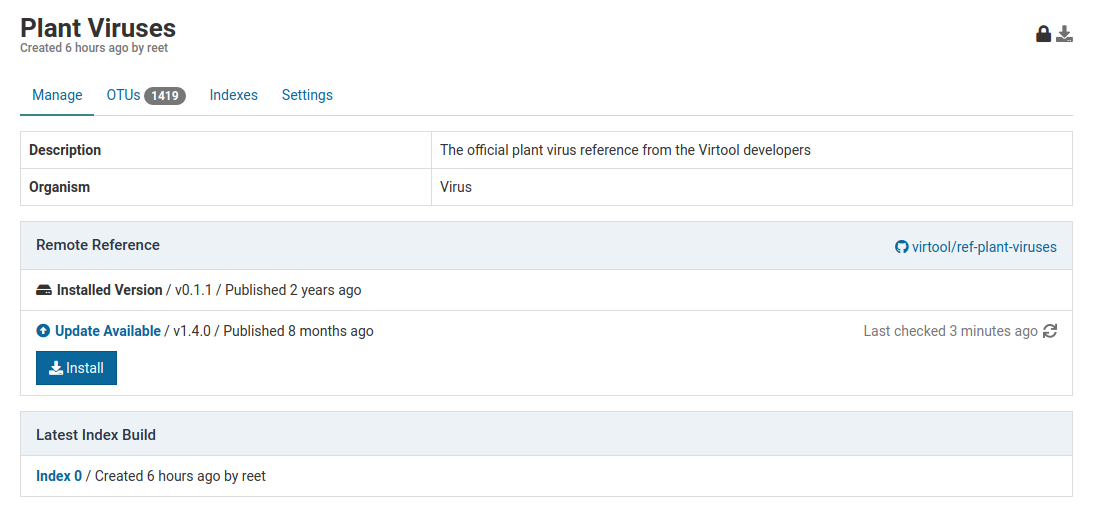 Plant Viruses
Created 6 hours ago by reet
Manage OTUs 1419 Indexes Settings
Description The official plant virus reference from the Virtool developers
Organism Virus
Remote Reference virtool/ref-plant-viruses
Installed Version / v0.1.1 / Published 2 years ago
Update Available / v1.4.0 / Published 8 months ago Last checked 3 minutes ago
Install
Latest Index Build
Index 0 / Created 6 hours ago by reet